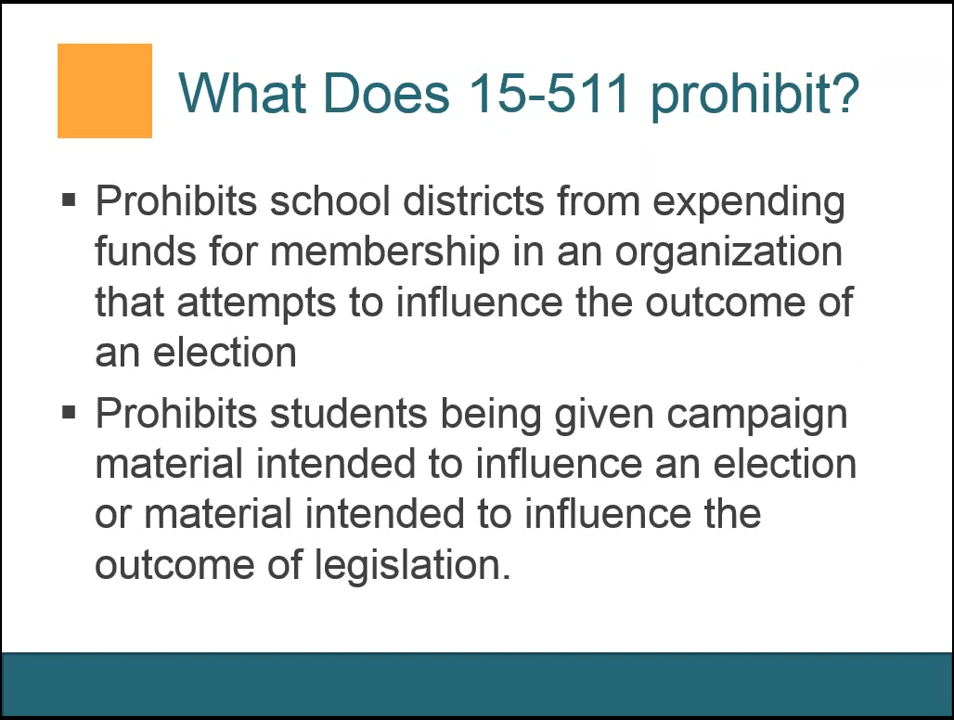 What Does 15-511 prohibit?
▪ Prohibits school districts from expending
funds for membership in an organization
that attempts to influence the outcome of
an election
▪ Prohibits students being given campaign
material intended to influence an election
or material intended to influence the
outcome of legislation.